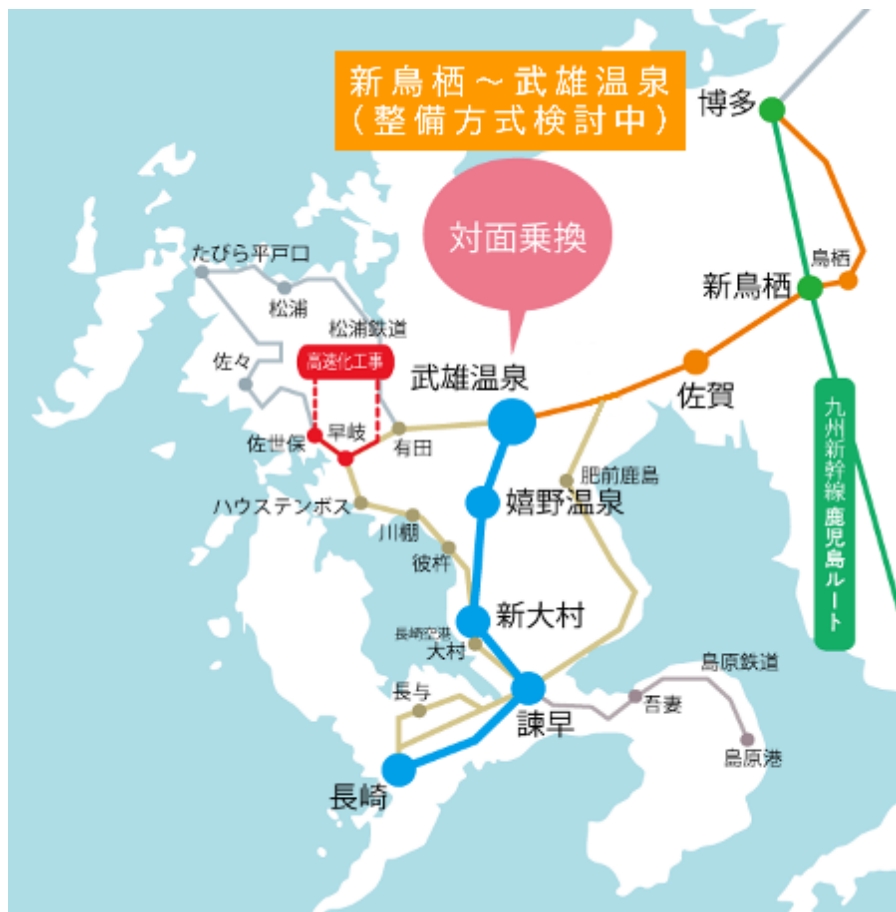 新鳥栖～武雄温泉
（整備方式検討中）
博多
対面乗換
たびら平戸口
鳥栖
新鳥栖
松浦
松浦鉄道
佐々
高速化工事
武雄温泉
佐賀
早岐
佐世保
有田
九州新幹線 鹿児島ルート
肥前鹿島
ハウステンボス
嬉野温泉
川棚
彼杵
新大村
長崎空港
大村
島原鉄道
長与
吾妻
諫早
島原港
長崎